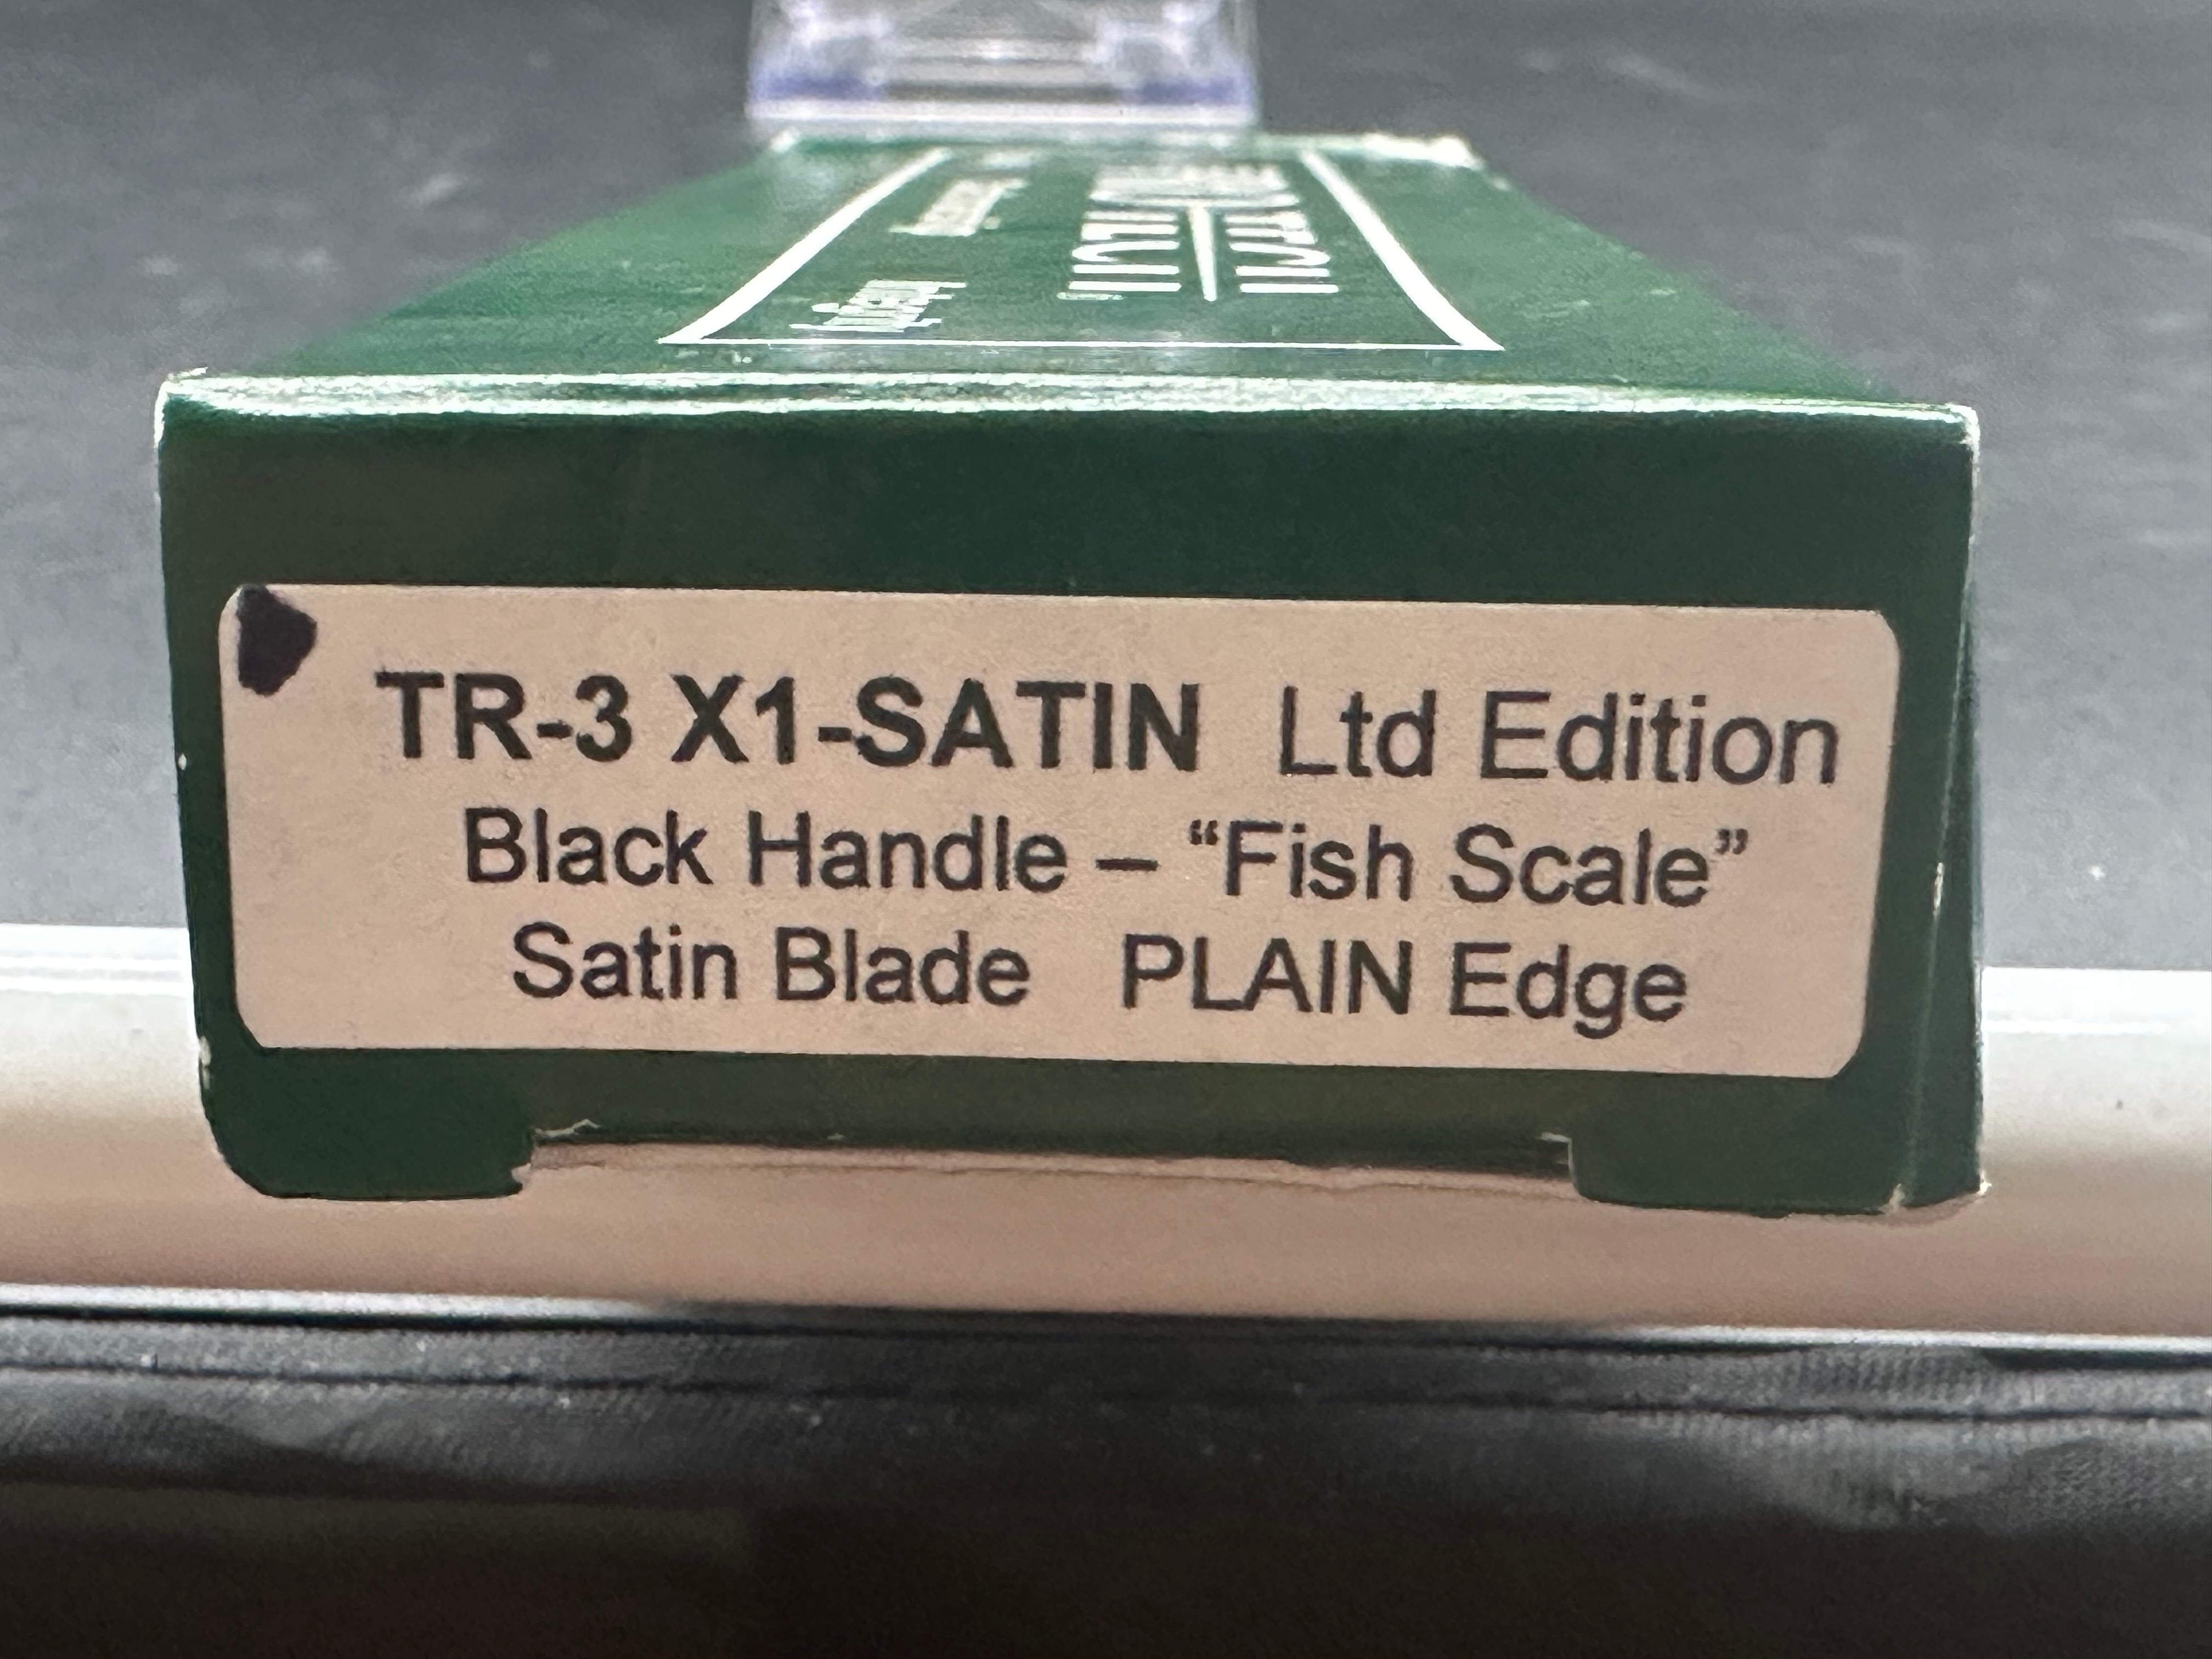 TR-3 X1-SATIN Ltd Edition
Black Handle – “Fish Scale”
Satin Blade PLAIN Edge